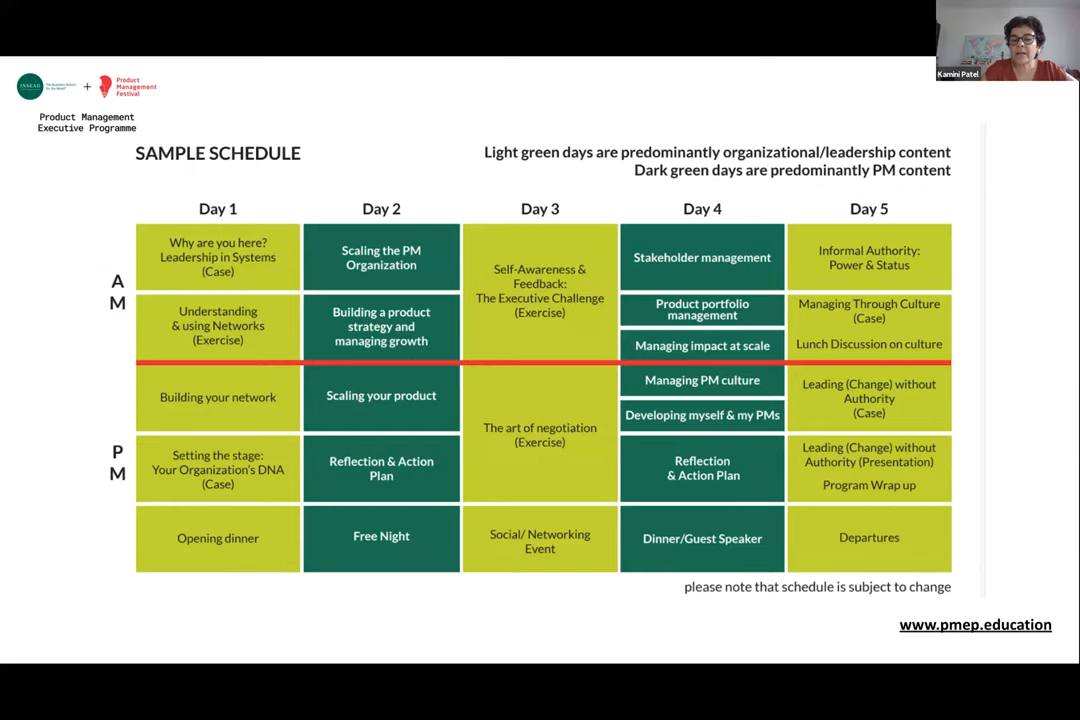 Kamini Patel
INSEAD
The Business School
for the World®
+
Product
Management
Festival
Product Management
Executive Programme
SAMPLE SCHEDULE
Light green days are predominantly organizational/leadership content
Dark green days are predominantly PM content
Day 1
Day 2
Day 3
Day 4
Day 5
A
M
Why are you here?
Leadership in Systems
(Case)
Scaling the PM
Organization
Self-Awareness &
Feedback:
The Executive Challenge
(Exercise)
Stakeholder management
Informal Authority:
Power & Status
Understanding
& using Networks
(Exercise)
Building a product
strategy and
managing growth
Product portfolio
management
Managing impact at scale
Managing Through Culture
(Case)
Lunch Discussion on culture
P
M
Building your network
Scaling your product
The art of negotiation
(Exercise)
Managing PM culture
Developing myself & my PMs
Leading (Change) without
Authority
(Case)
Setting the stage:
Your Organization's DNA
(Case)
Reflection & Action
Plan
Reflection
& Action Plan
Leading (Change) without
Authority (Presentation)
Program Wrap up
Opening dinner
Free Night
Social/ Networking
Event
Dinner/Guest Speaker
Departures
please note that schedule is subject to change
www.pmep.education